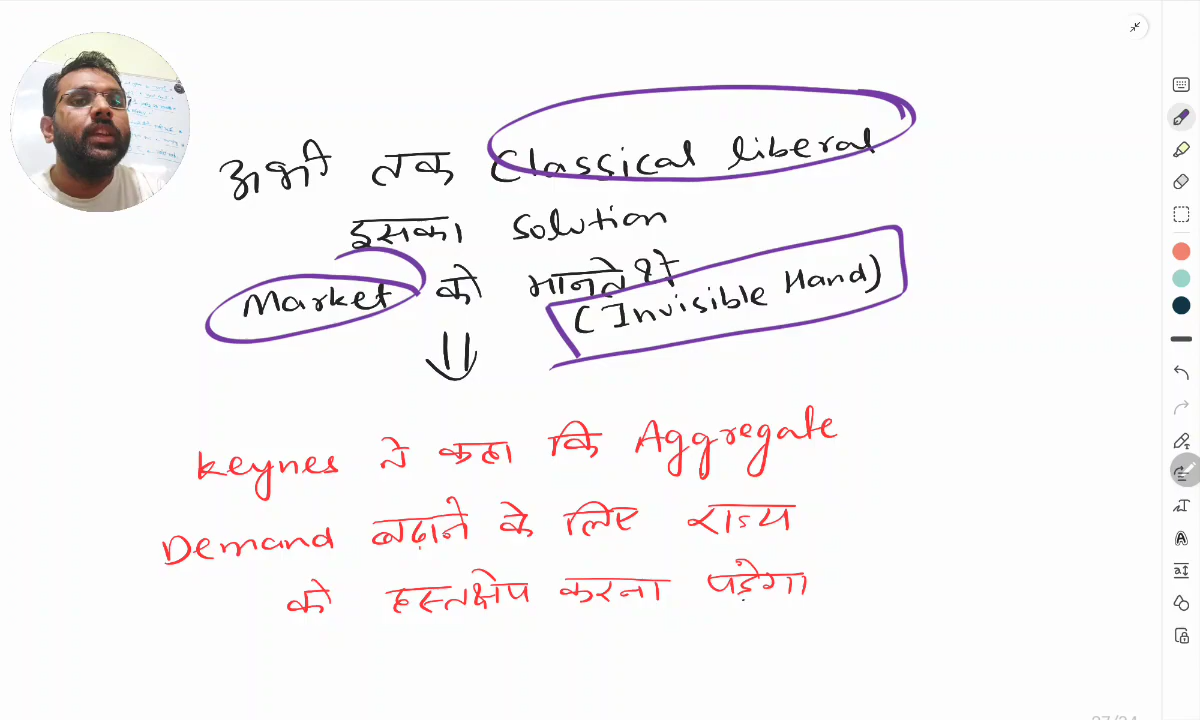 अभी तक Classical liberal
इसका solution
Market को मानते थे
(Invisible Hand)
keynes ने कहा कि Aggregate
Demand बढ़ाने के लिए राज्य
को हस्तक्षेप करना पड़ेगा